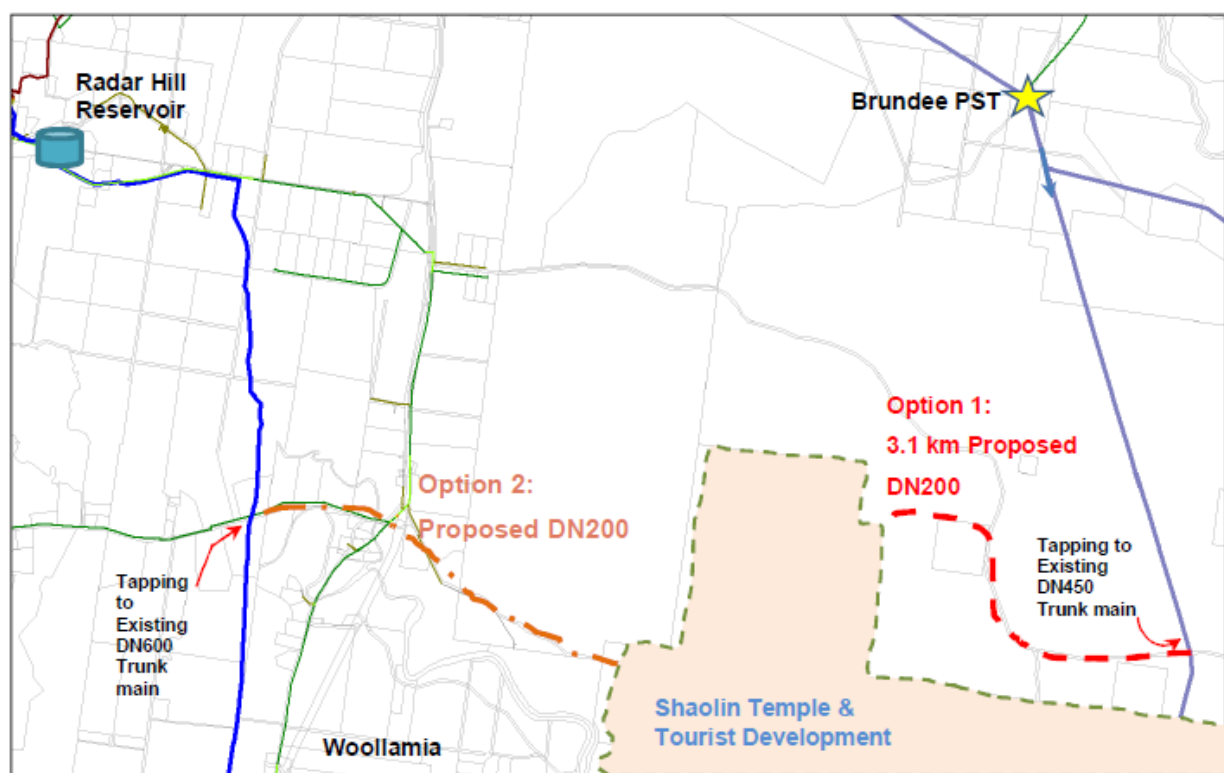 Radar Hill
Reservoir
Brundee PST
Option 1:
3.1 km Proposed
DN200
Option 2:
Proposed DN200
Tapping to
Existing
DN450
Trunk main
Tapping
to
Existing
DN600
Trunk
main
Shaolin Temple &
Tourist Development
Woollamia